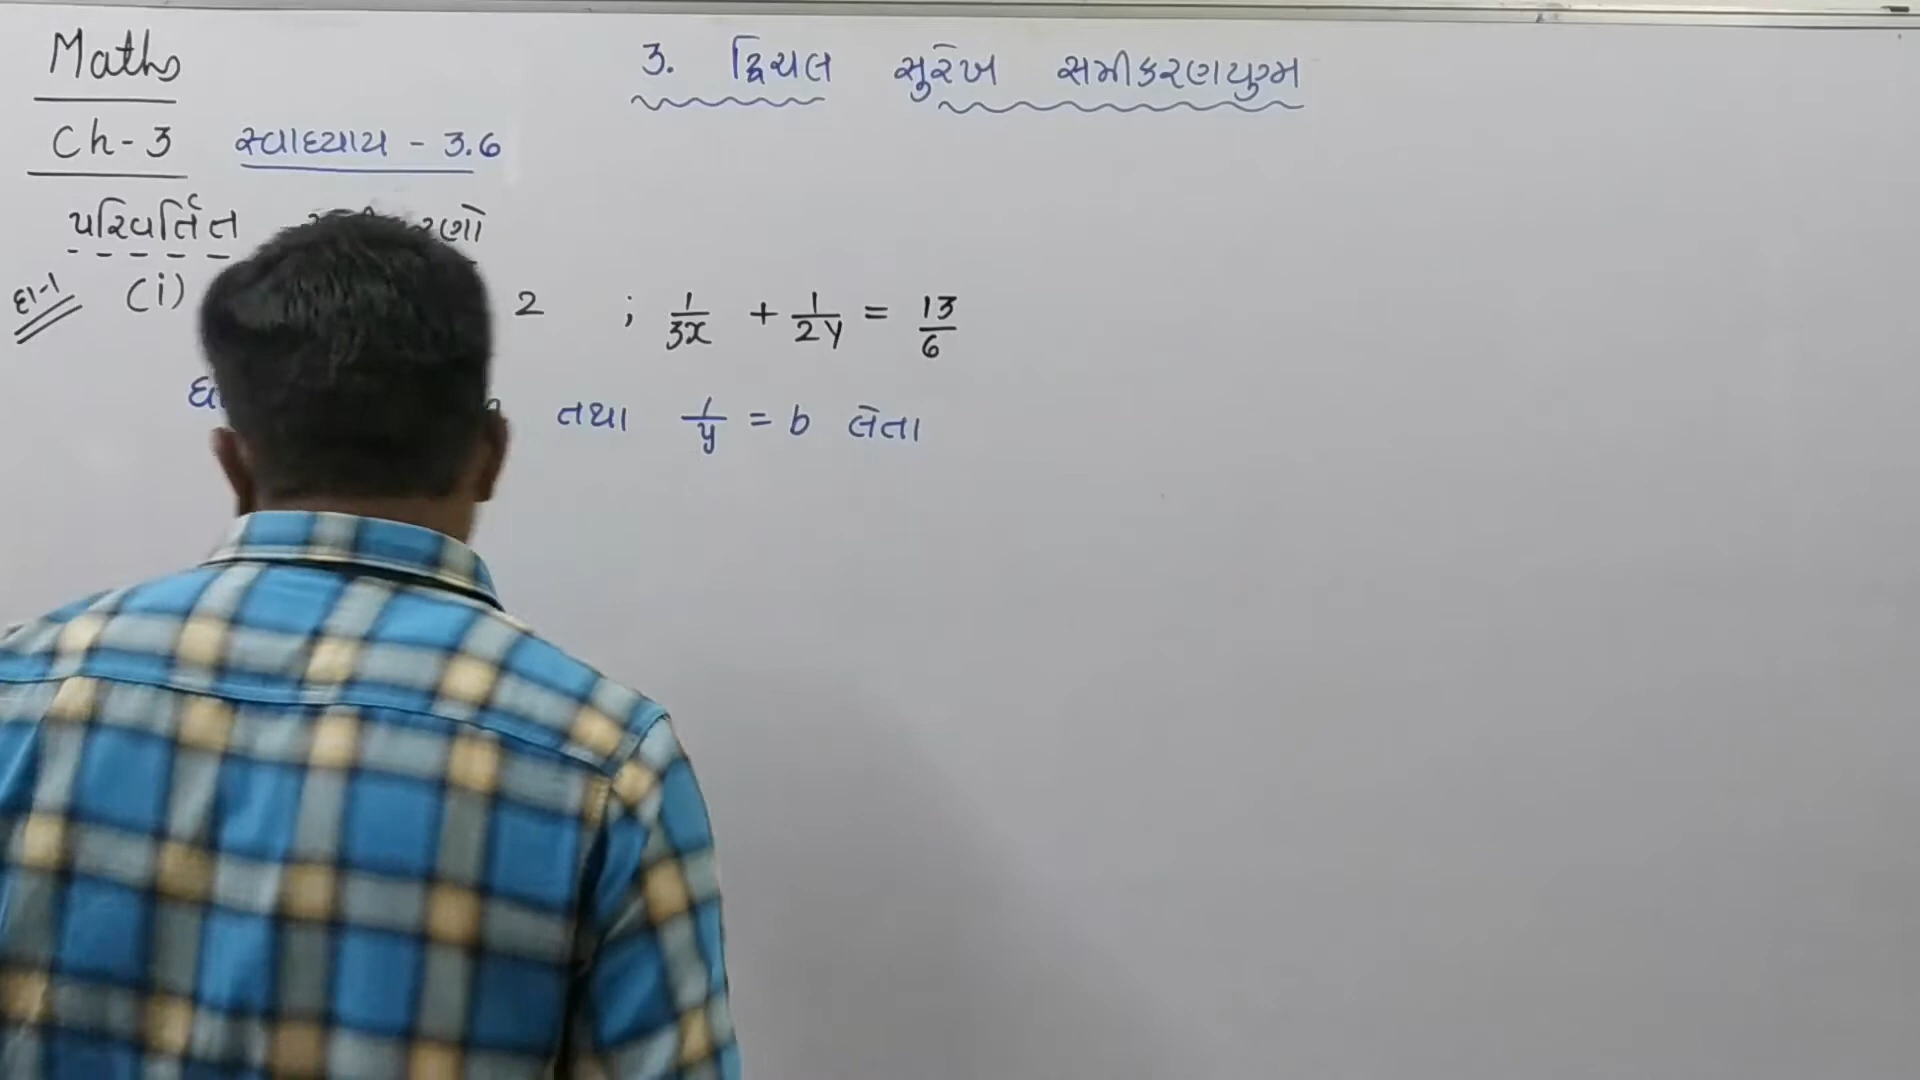 Maths
3. દ્વિચલ સુરેખ સમીકરણયુગ્મ
Ch-3 સ્વાધ્યાય - 3.6
પરિવર્તિત
દા-1 (i) 2 ; 1/3x + 1/2y = 13/6
તથા 1/y = b લેતા